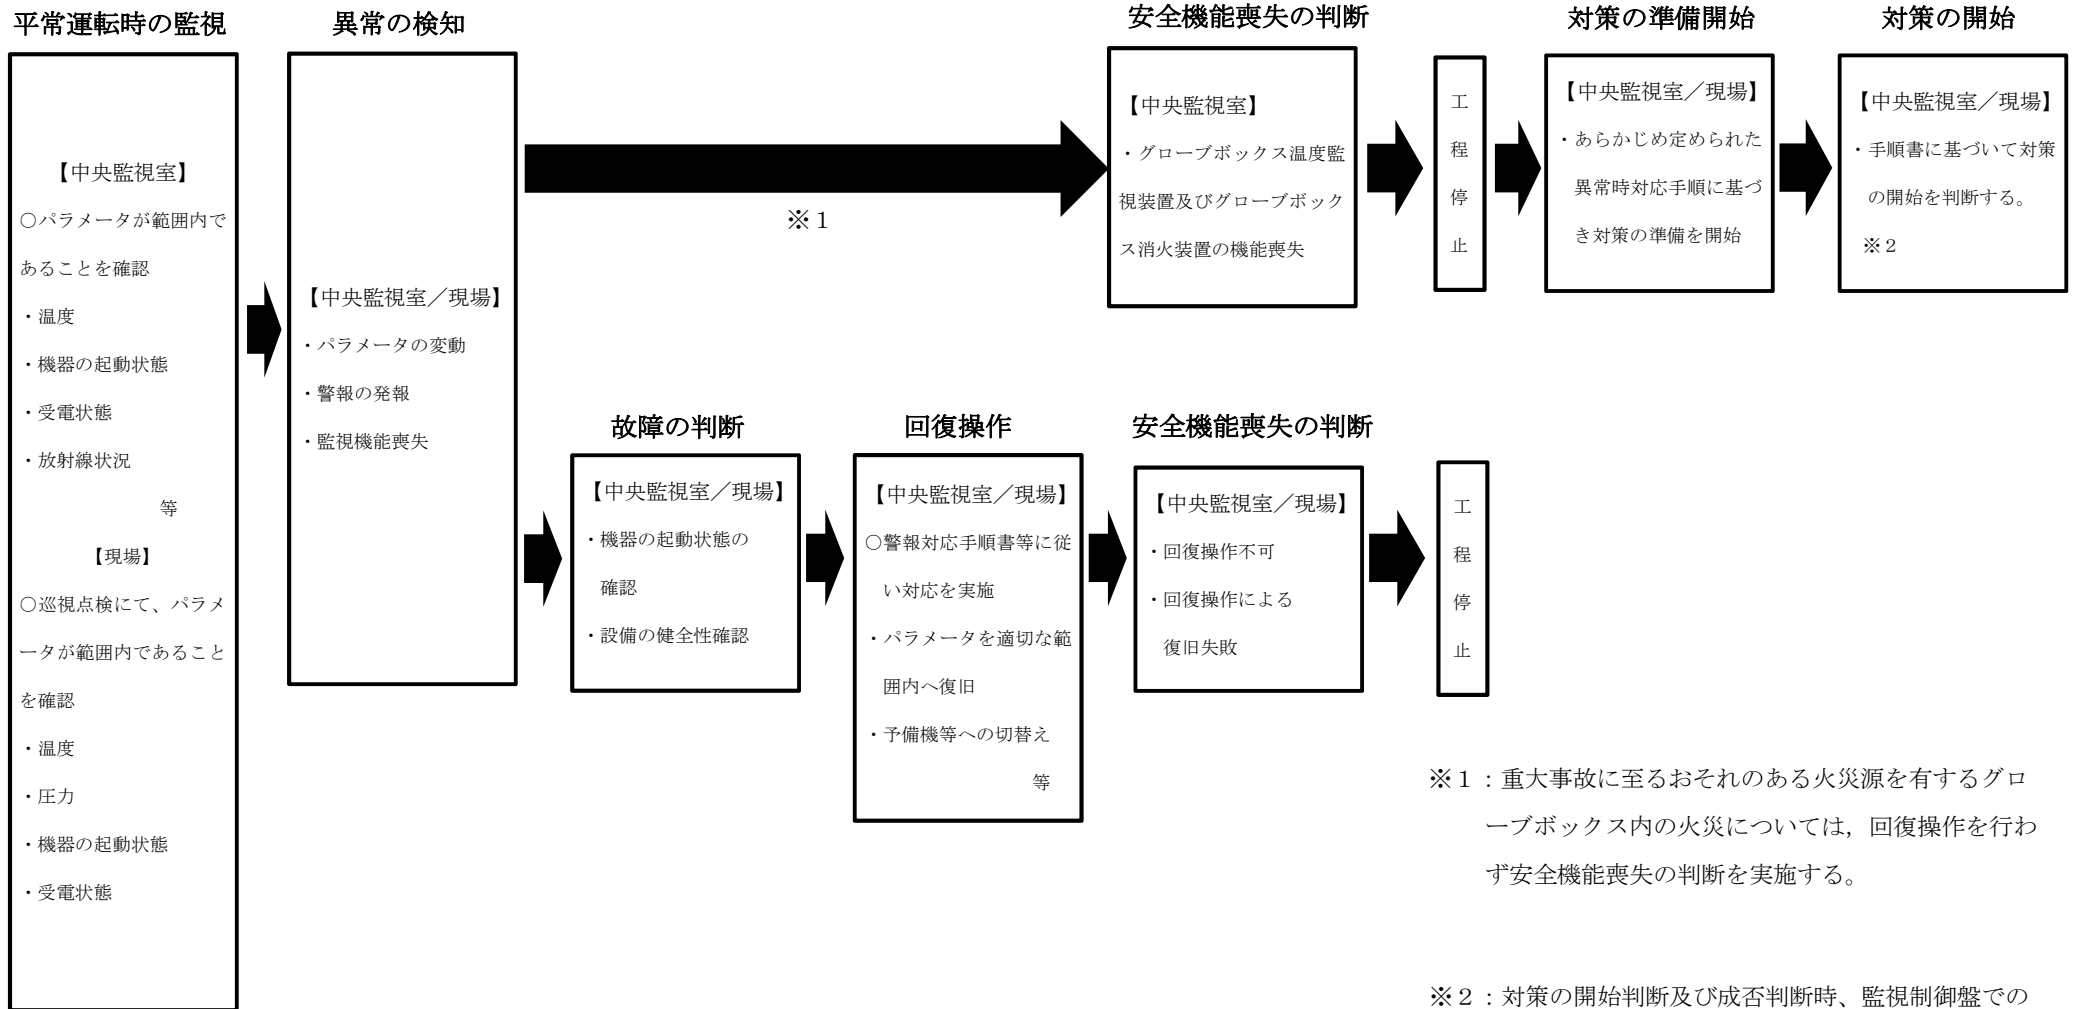 平常運転時の監視
【中央監視室】
○パラメータが範囲内で
あることを確認
・温度
・機器の起動状態
・受電状態
・放射線状況
等
【現場】
○巡視点検にて、パラメ
ータが範囲内であること
を確認
・温度
・圧力
・機器の起動状態
・受電状態
異常の検知
【中央監視室／現場】
・パラメータの変動
・警報の発報
・監視機能喪失
※１
安全機能喪失の判断
【中央監視室】
・グローブボックス温度監
視装置及びグローブボック
ス消火装置の機能喪失
工
程
停
止
対策の準備開始
【中央監視室／現場】
・あらかじめ定められた
異常時対応手順に基づ
き対策の準備を開始
対策の開始
【中央監視室／現場】
・手順書に基づいて対策
の開始を判断する。
※２
故障の判断
【中央監視室／現場】
・機器の起動状態の
確認
・設備の健全性確認
回復操作
【中央監視室／現場】
○警報対応手順書等に従
い対応を実施
・パラメータを適切な範
囲内へ復旧
・予備機等への切替え
等
安全機能喪失の判断
【中央監視室／現場】
・回復操作不可
・回復操作による
復旧失敗
工
程
停
止
※１：重大事故に至るおそれのある火災源を有するグロ
ーブボックス内の火災については，回復操作を行わ
ず安全機能喪失の判断を実施する。
※２：対策の開始判断及び成否判断時、監視制御盤での